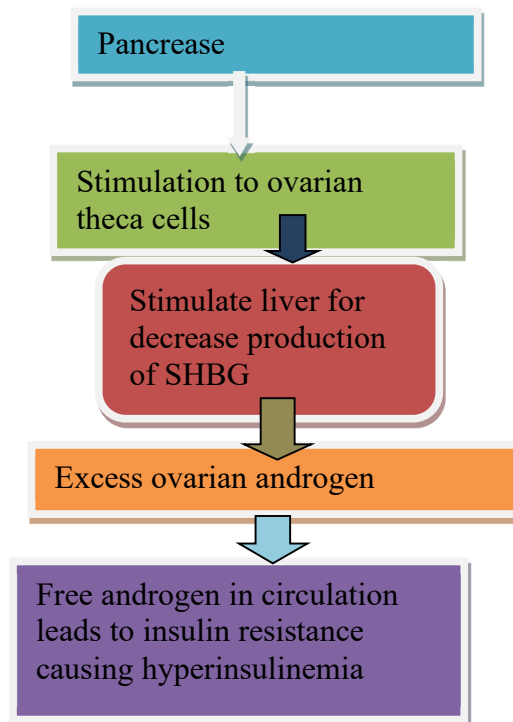 Pancrease
Stimulation to ovarian
theca cells
Stimulate liver for
decrease production
of SHBG
Excess ovarian androgen
Free androgen in circulation
leads to insulin resistance
causing hyperinsulinemia